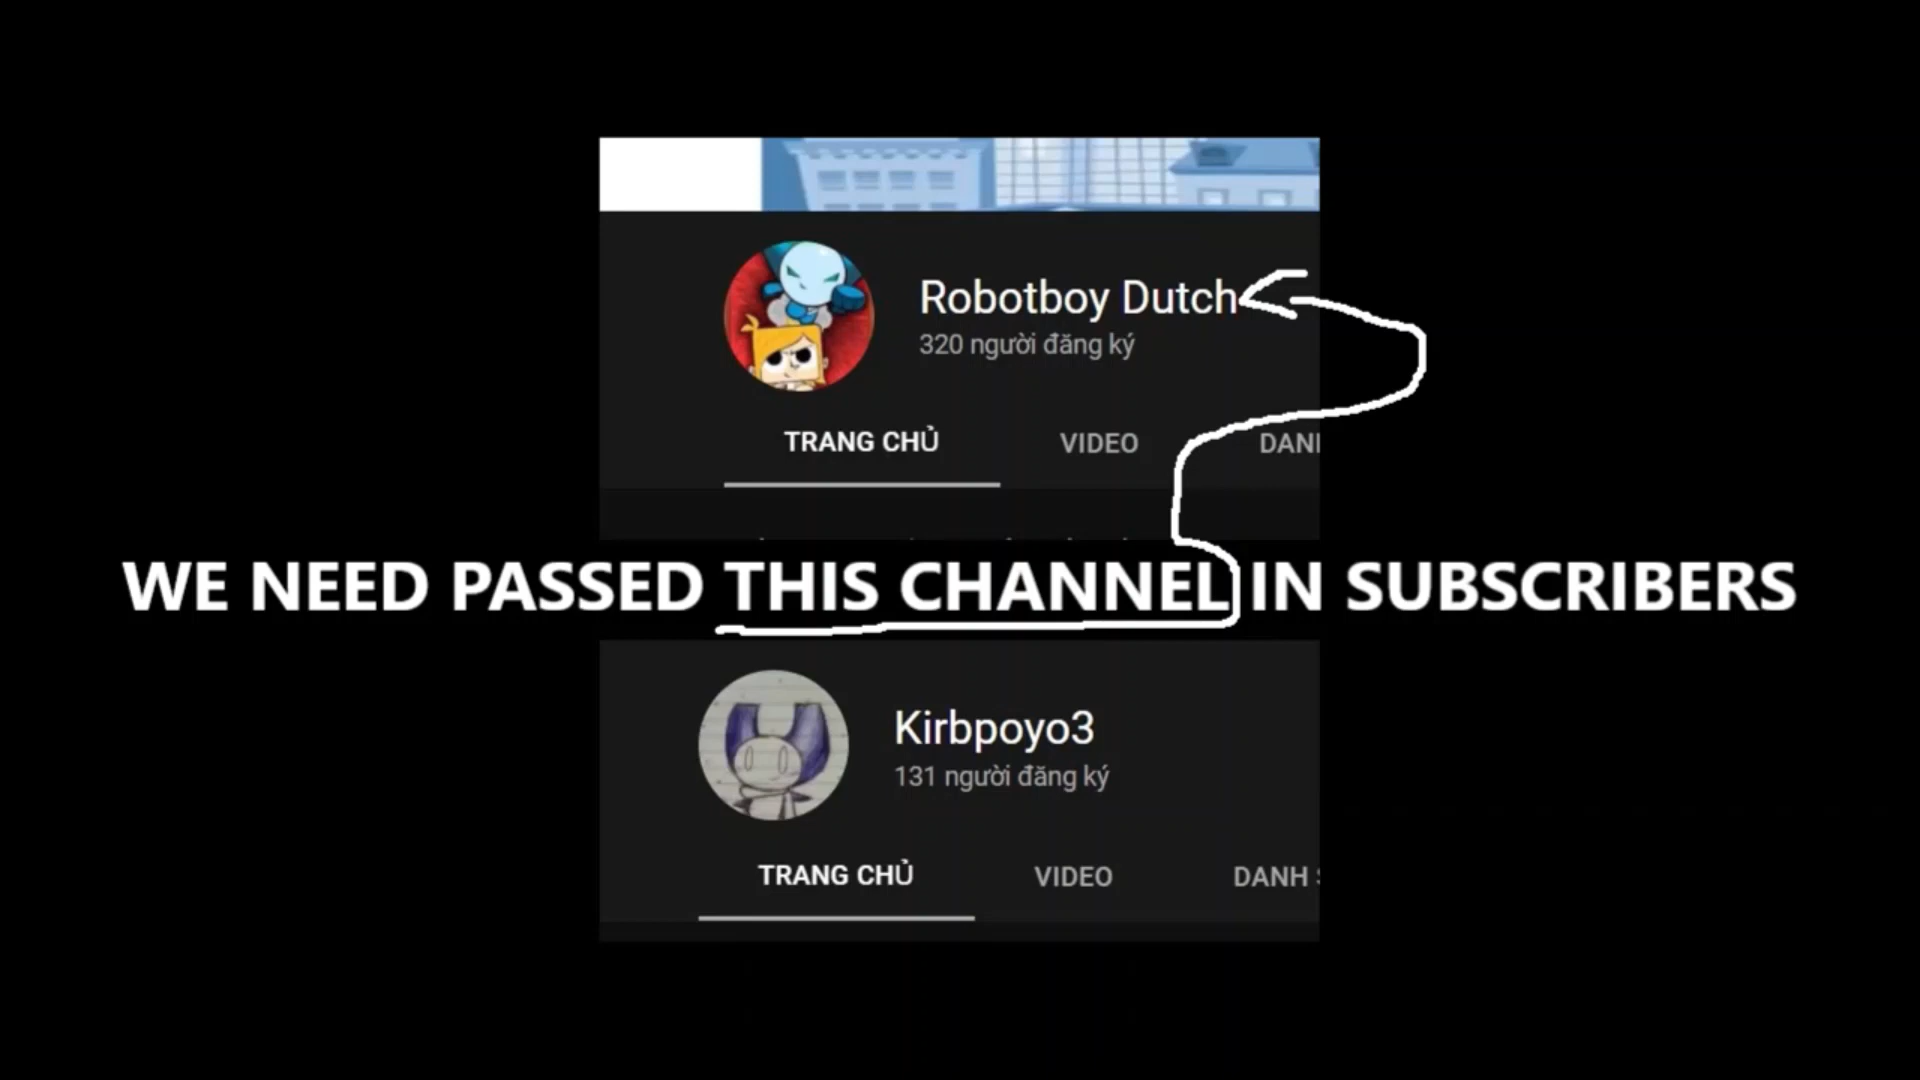 Robotboy Dutch
320 người đăng ký
TRANG CHỦ VIDEO
WE NEED PASSED THIS CHANNEL IN SUBSCRIBERS
Kirbpoyo3
131 người đăng ký
TRANG CHỦ VIDEO DANH